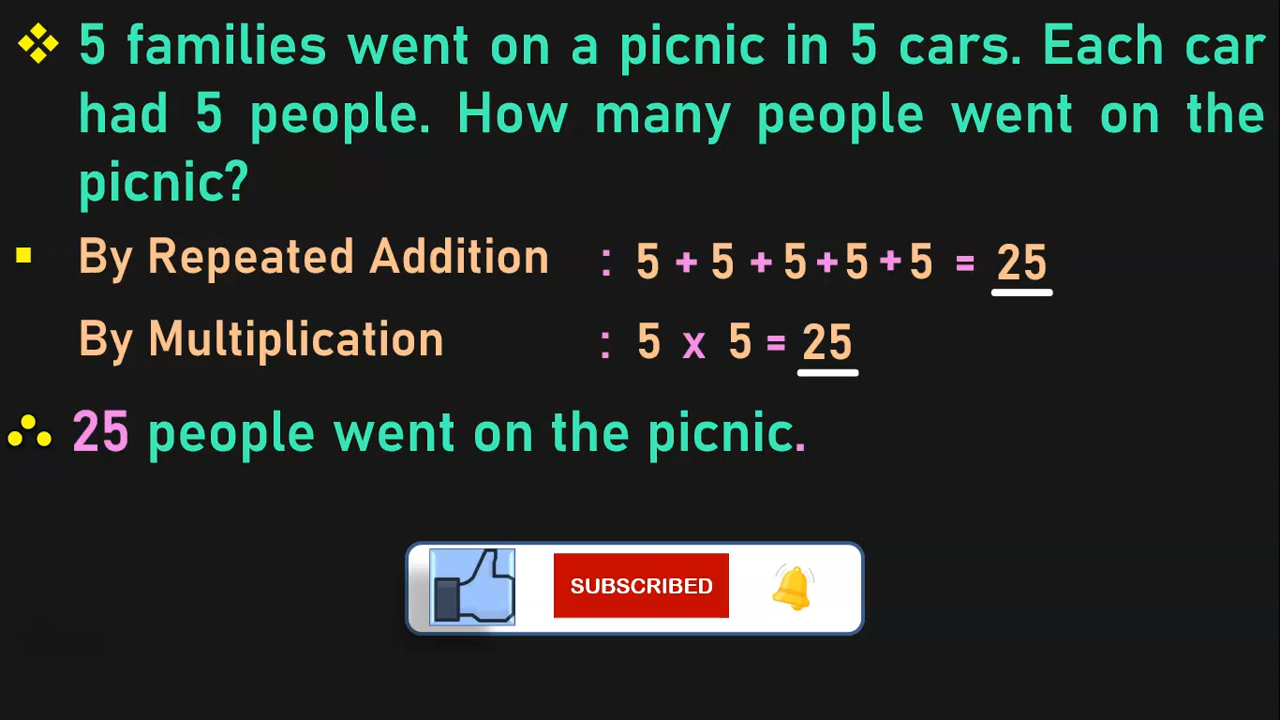 5 families went on a picnic in 5 cars. Each car
had 5 people. How many people went on the
picnic?
By Repeated Addition : 5 + 5 + 5 + 5 + 5 = 25
By Multiplication : 5 x 5 = 25
25 people went on the picnic.
SUBSCRIBED